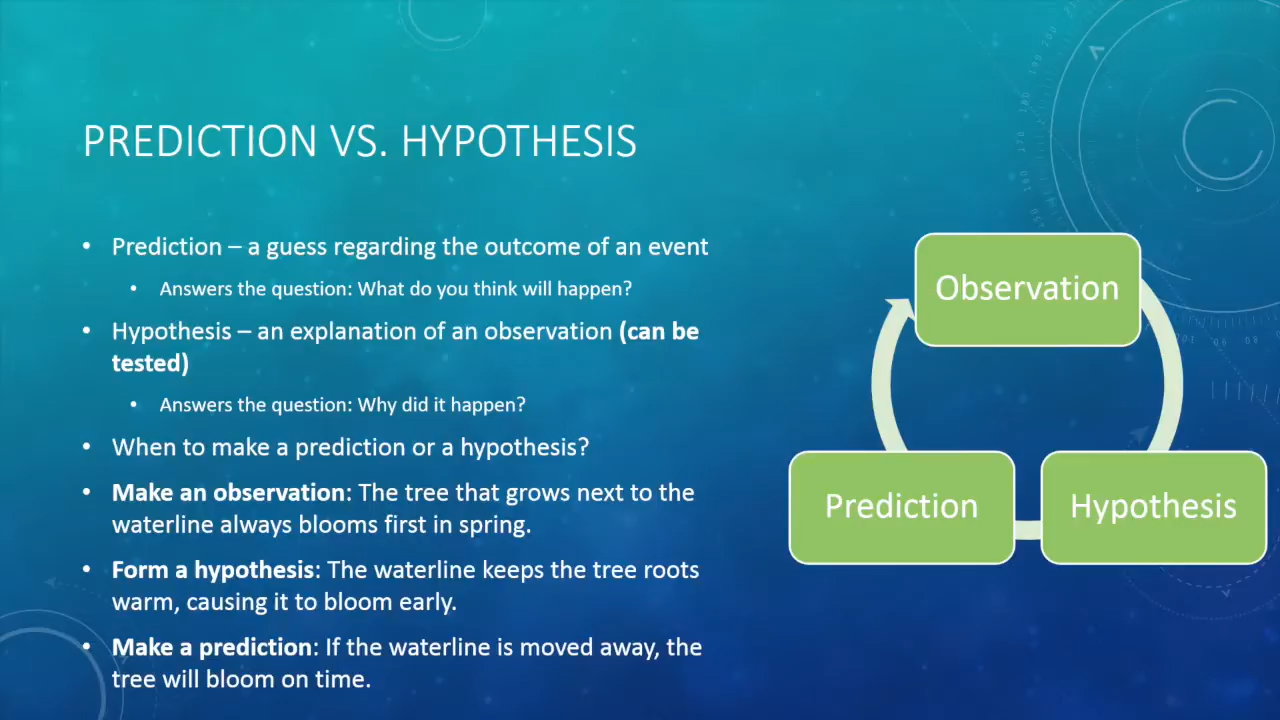 PREDICTION VS. HYPOTHESIS
• Prediction – a guess regarding the outcome of an event
• Answers the question: What do you think will happen?
• Hypothesis – an explanation of an observation (can be
tested)
• Answers the question: Why did it happen?
• When to make a prediction or a hypothesis?
• Make an observation: The tree that grows next to the
waterline always blooms first in spring.
• Form a hypothesis: The waterline keeps the tree roots
warm, causing it to bloom early.
• Make a prediction: If the waterline is moved away, the
tree will bloom on time.
Observation
Prediction
Hypothesis